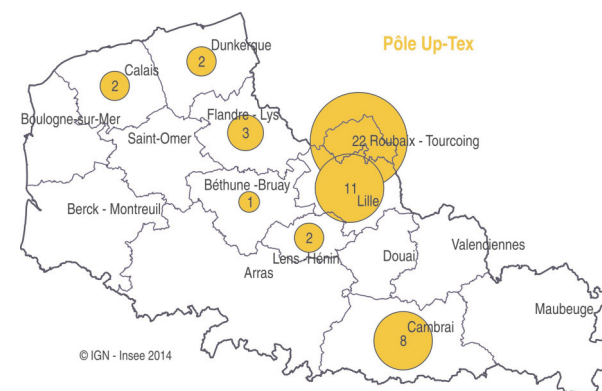 Pôle Up-Tex
Dunkerque
2
Calais
2
Boulogne-sur-Mer
Flandre - Lys
3
Saint-Omer
22 Roubaix - Tourcoing
11
Lille
Béthune -Bruay
1
Berck - Montreuil
2
Lens -Hénin
Arras
Douai
Valenciennes
Maubeuge
Cambrai
8
© IGN - Insee 2014